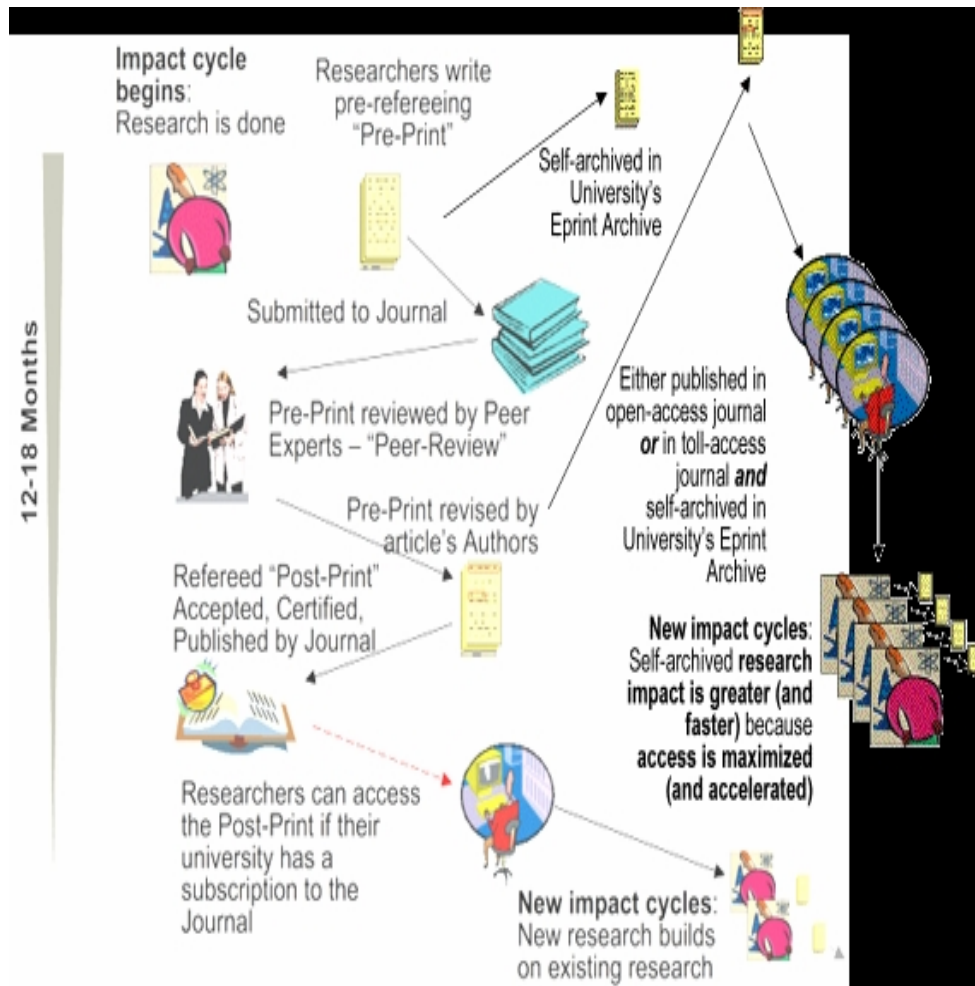 Impact cycle
begins:
Research is done
Researchers write
pre-refereeing
“Pre-Print”
Self-archived in
University’s
Eprint Archive
12-18 Months
Submitted to Journal
Pre-Print reviewed by Peer
Experts – “Peer-Review”
Pre-Print revised by
article’s Authors
Refereed “Post-Print”
Accepted, Certified,
Published by Journal
Researchers can access
the Post-Print if their
university has a
subscription to the
Journal
New impact cycles:
New research builds
on existing research
Either published in
open-access journal
or in toll-access
journal and
self-archived in
University’s Eprint
Archive
New impact cycles:
Self-archived research
impact is greater (and
faster) because
access is maximized
(and accelerated)